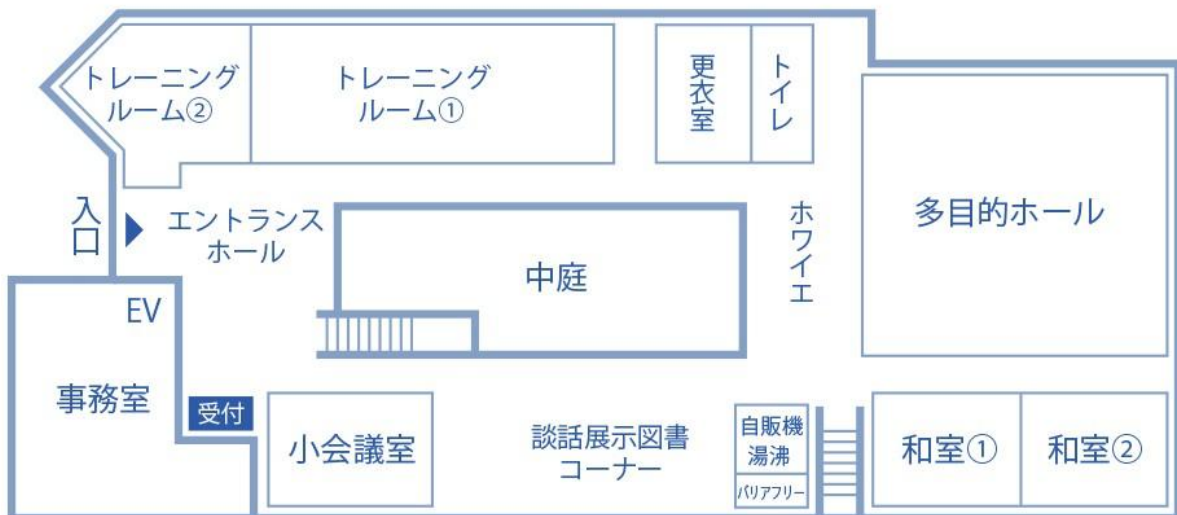 トレーニング
ルーム②
トレーニング
ルーム①
更衣室
トイレ
多目的ホール
入口
エントランス
ホール
中庭
ホワイエ
EV
事務室
受付
小会議室
談話展示図書
コーナー
自販機
湯沸
バリアフリー
和室①
和室②